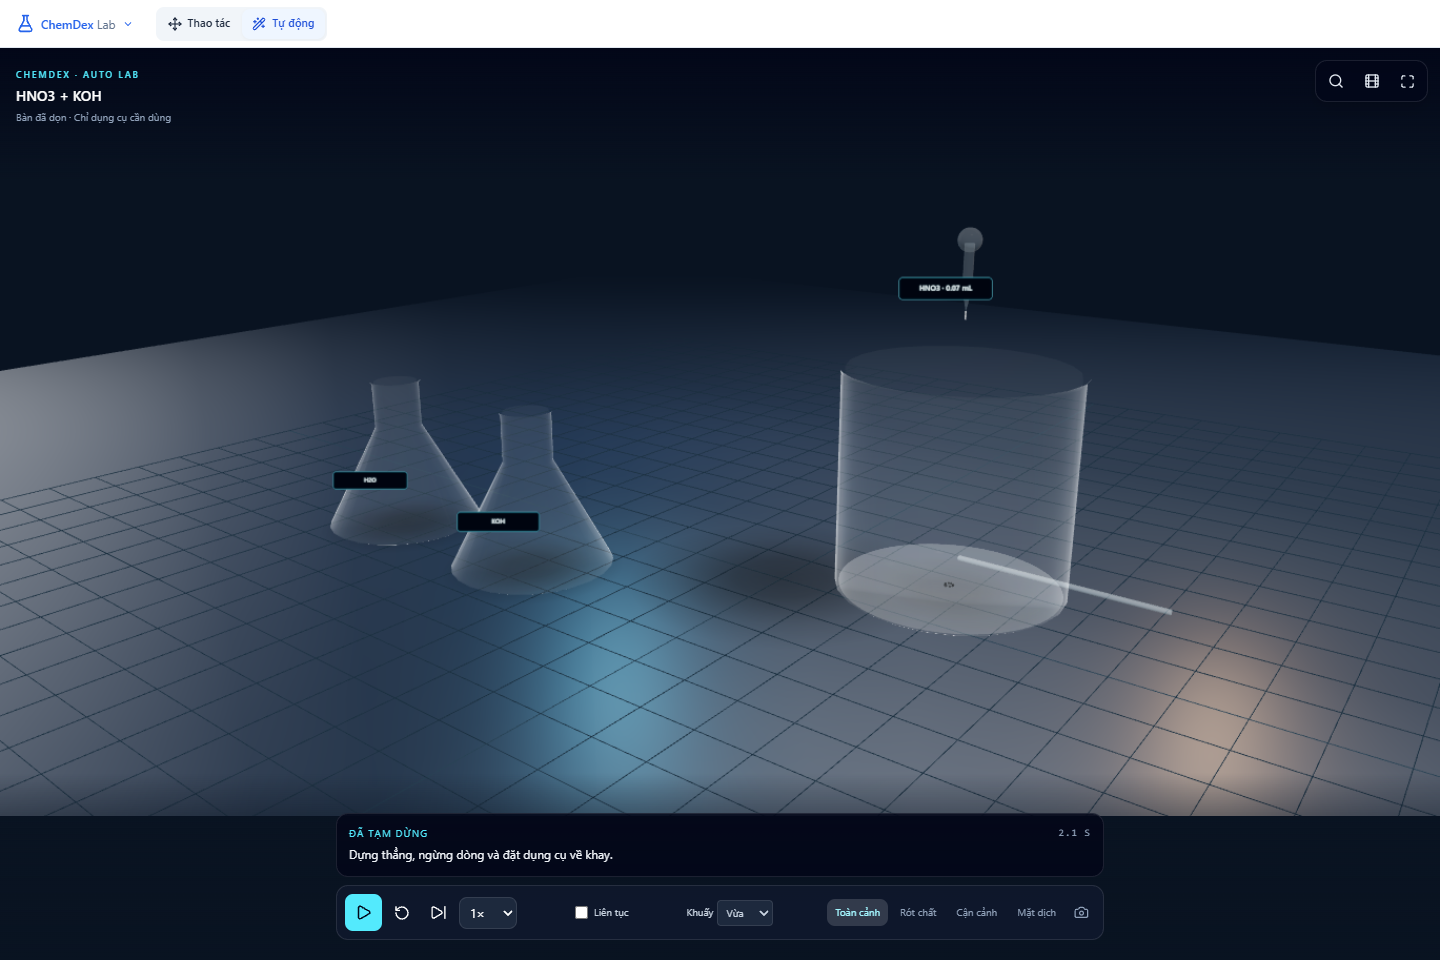 ChemDex Lab
Thao tác
Tự động
CHEMDEX · AUTO LAB
HNO3 + KOH
Bàn đã dọn · Chỉ dụng cụ cần dùng
HNO3 · 0.07 mL
H2O
KOH
ĐÃ TẠM DỪNG
2.1 S
Dựng thẳng, ngừng dòng và đặt dụng cụ về khay.
1×
Liên tục
Khuấy
Vừa
Toàn cảnh
Rót chất
Cận cảnh
Mặt dịch